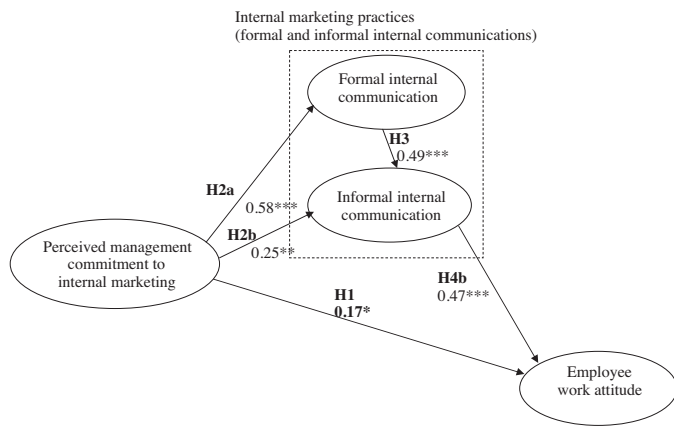 Internal marketing practices
(formal and informal internal communications)
Formal internal
communication
H3
0.49***
H2a
0.58***
Informal internal
communication
H2b
0.25**
Perceived management
commitment to
internal marketing
H4b
0.47***
H1
0.17*
Employee
work attitude